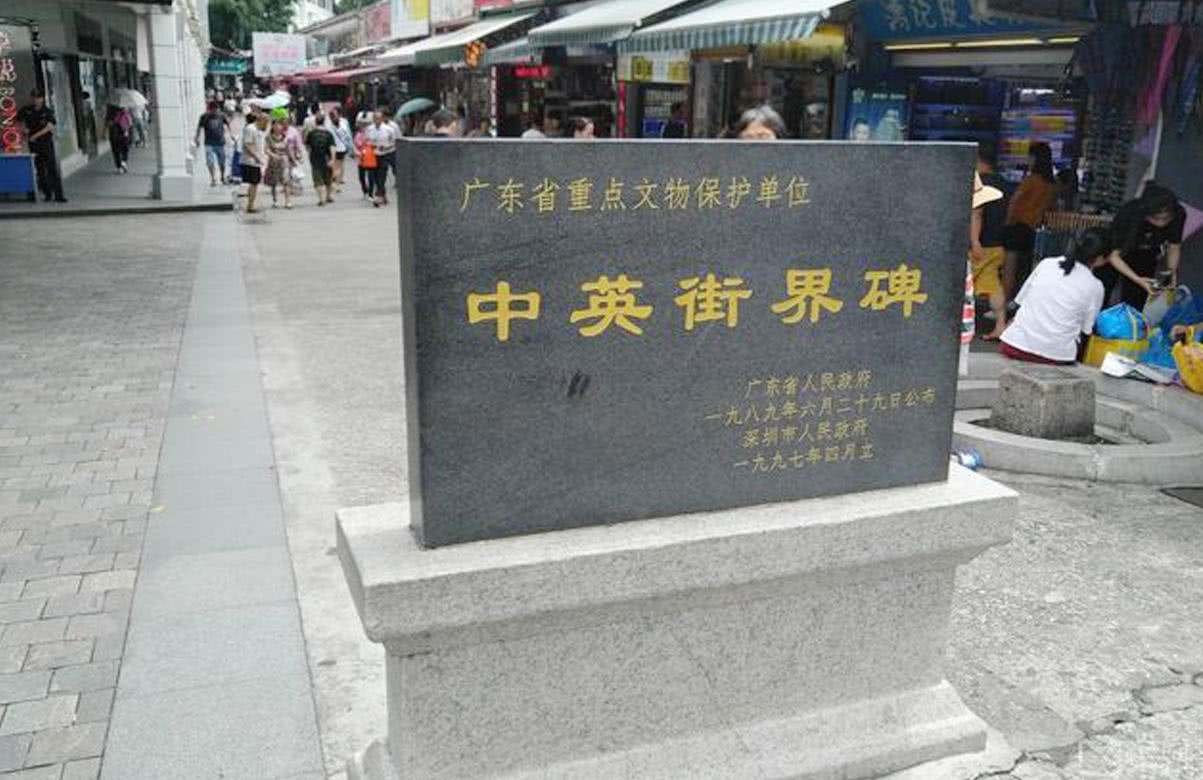 广东省重点文物保护单位
中英街界碑
广东省人民政府
一九八九年六月二十九日公布
深圳市人民政府
一九九七年四月立